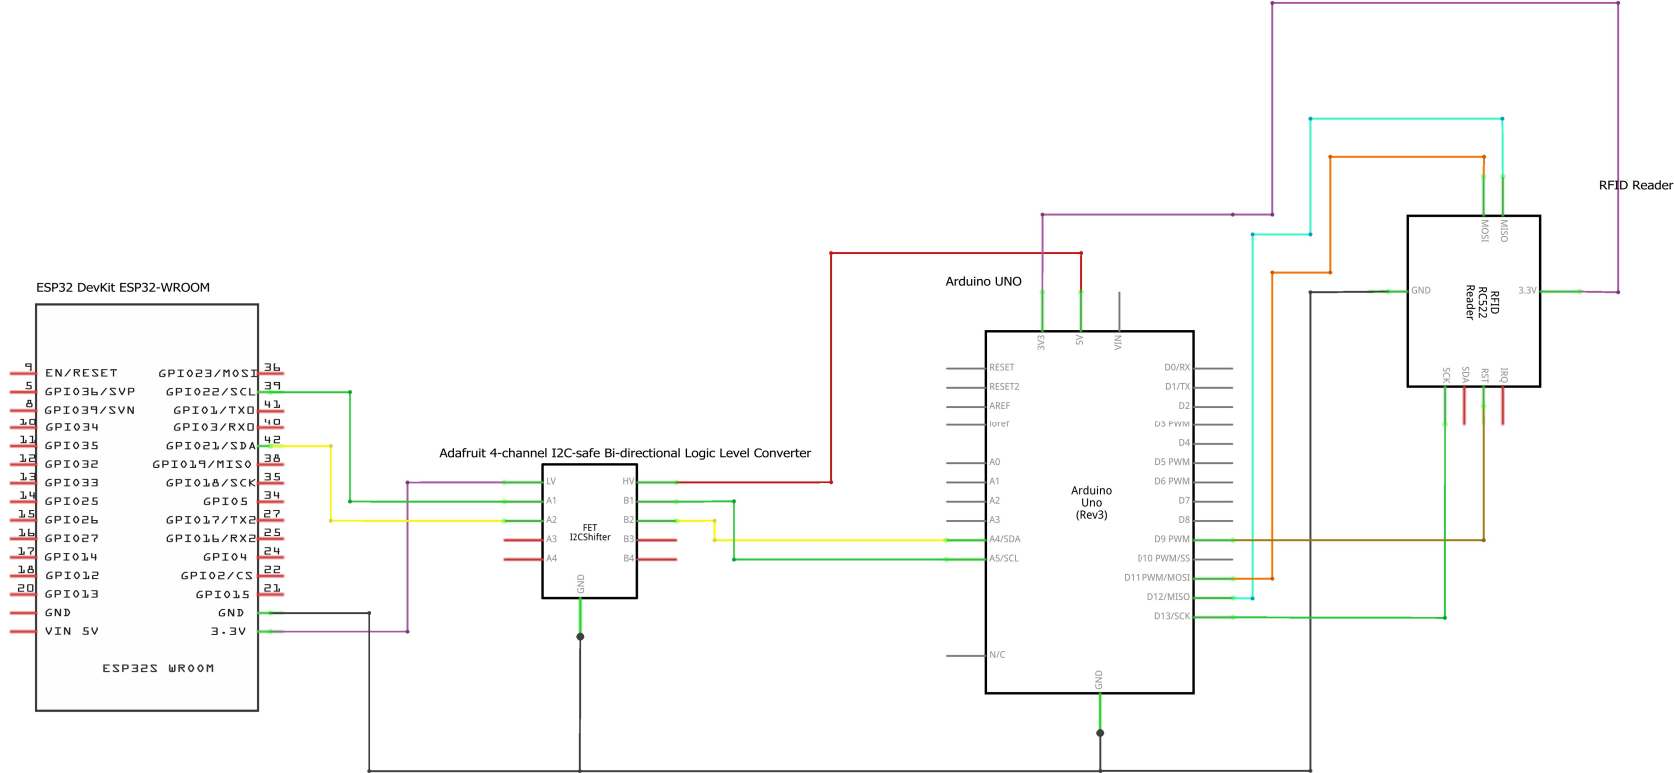 RFID Reader
MOSI
MISO
GND
3.3V
RFID
RC522
Reader
SCK
SDA
RST
IRQ
ESP32 DevKit ESP32-WROOM
9 EN/RESET GPIO23/MOSI 36
5 GPIO36/SVP GPIO22/SCL 39
8 GPIO39/SVN GPIO1/TX0 41
10 GPIO34 GPIO3/RX0 40
11 GPIO35 GPIO21/SDA 42
12 GPIO32 GPIO19/MISO 38
13 GPIO33 GPIO18/SCK 35
14 GPIO25 GPIO5 34
15 GPIO26 GPIO17/TX2 27
16 GPIO27 GPIO16/RX2 25
17 GPIO14 GPIO4 24
18 GPIO12 GPIO2/CS 22
20 GPIO13 GPIO15 21
GND GND
VIN 5V 3.3V
ESP32S WROOM
Adafruit 4-channel I2C-safe Bi-directional Logic Level Converter
LV HV
A1 B1
A2 B2
A3 B3
A4 B4
FET
I2CShifter
GND
Arduino UNO
3V3
5V
VIN
RESET D0/RX
RESET2 D1/TX
AREF D2
ioref D3 PWM
D4
A0 D5 PWM
A1 D6 PWM
A2 D7
A3 D8
A4/SDA D9 PWM
A5/SCL D10 PWM/SS
D11PWM/MOSI
D12/MISO
D13/SCK
N/C
Arduino
Uno
(Rev3)
GND